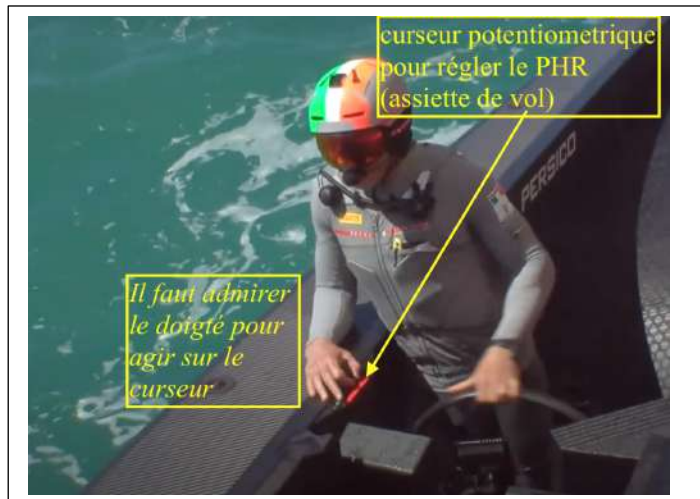 curseur potentiometrique
pour régler le PHR
(assiette de vol)
PERSICO
Il faut admirer
le doigté pour
agir sur le
curseur